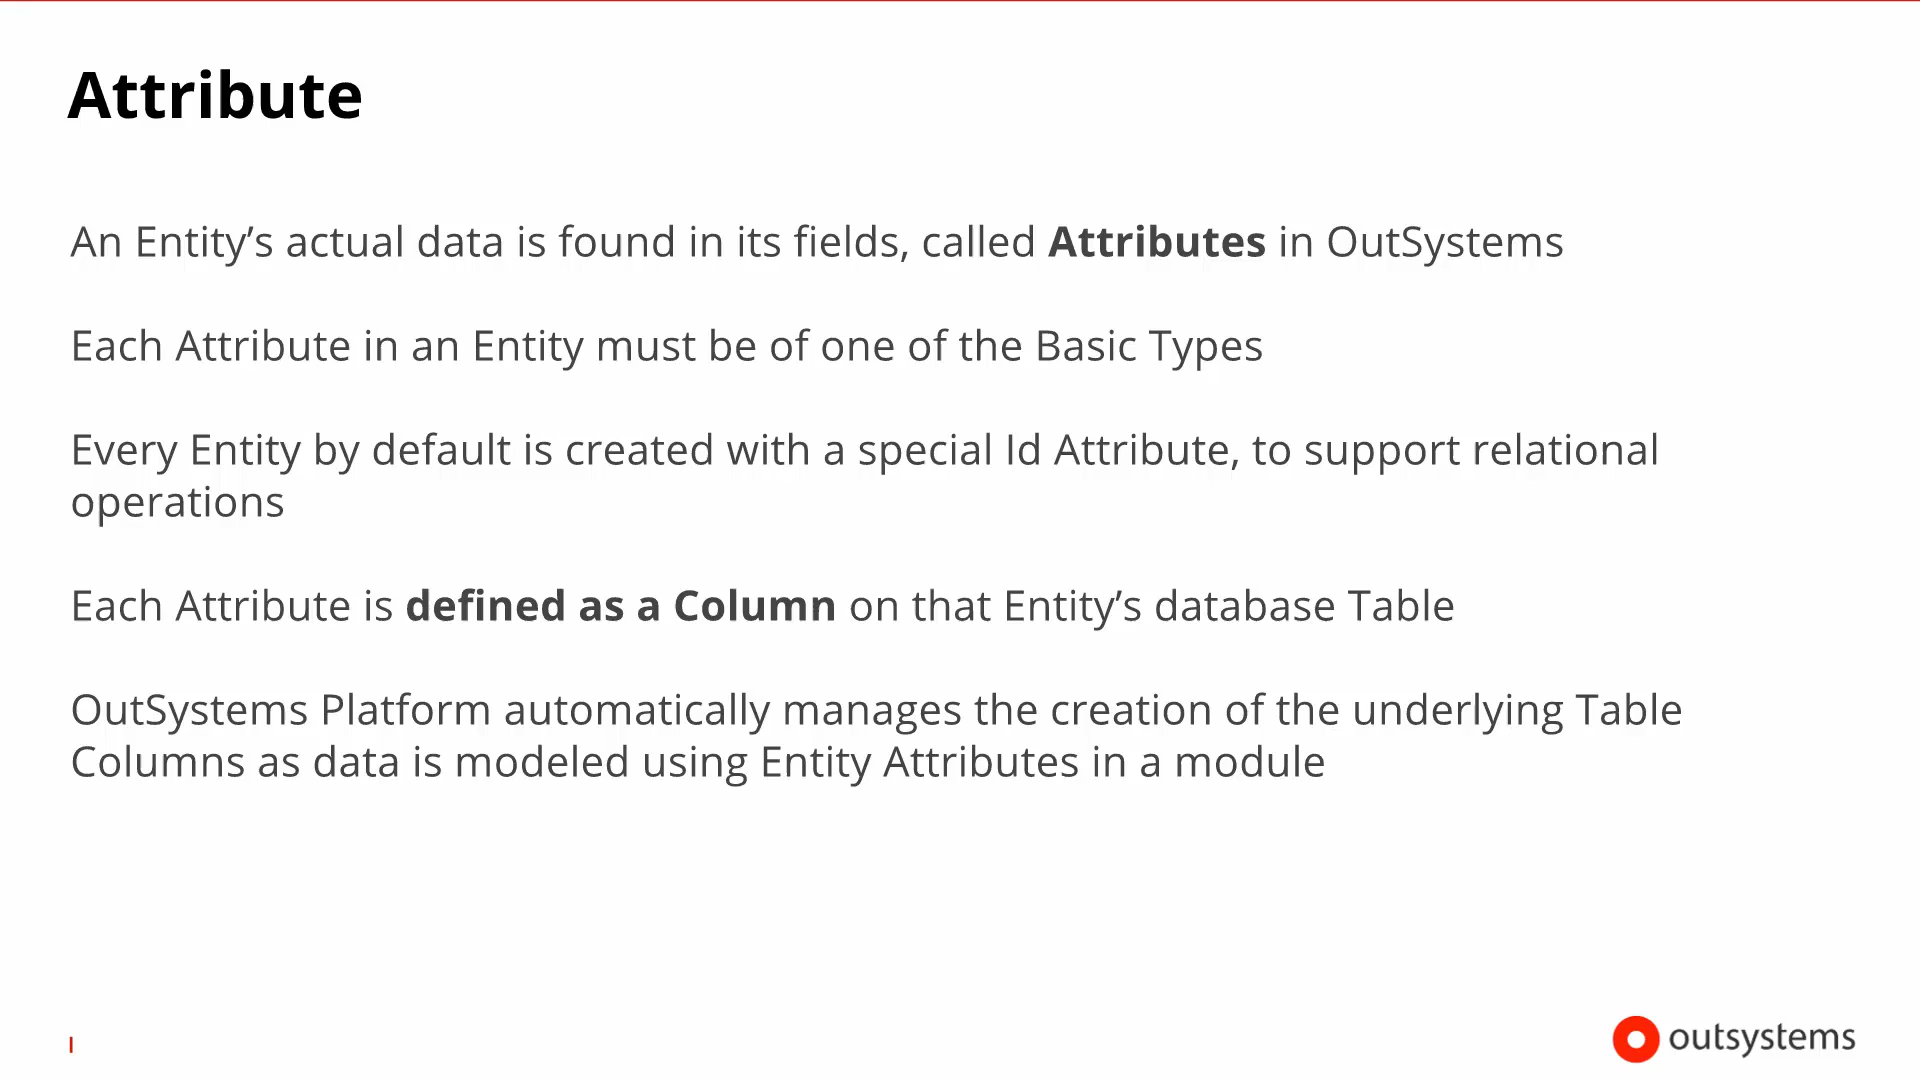 Attribute
An Entity’s actual data is found in its fields, called Attributes in OutSystems
Each Attribute in an Entity must be of one of the Basic Types
Every Entity by default is created with a special Id Attribute, to support relational
operations
Each Attribute is defined as a Column on that Entity’s database Table
OutSystems Platform automatically manages the creation of the underlying Table
Columns as data is modeled using Entity Attributes in a module
outsystems